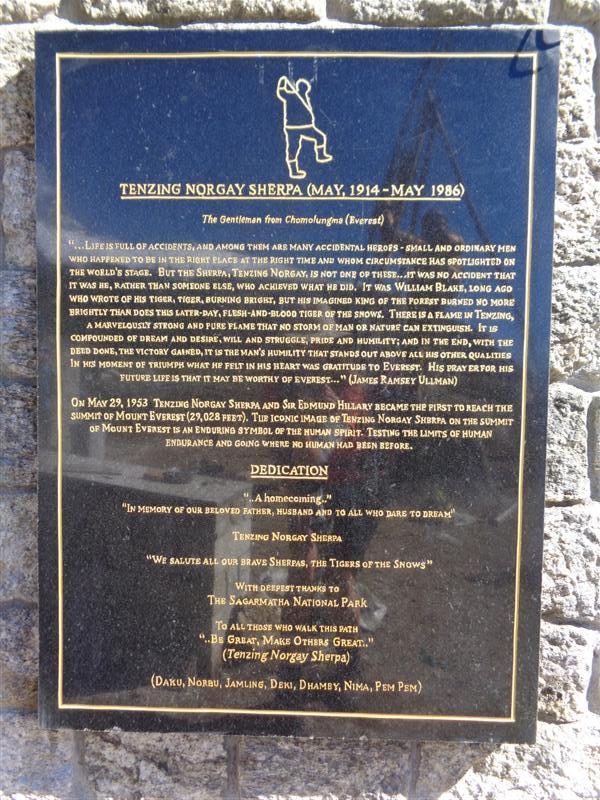 TENZING NORGAY SHERPA (MAY, 1914 - MAY 1986)
The Gentleman from Chomolungma (Everest)
"...LIFE IS FULL OF ACCIDENTS, AND AMONG THEM ARE MANY ACCIDENTAL HEROES - SMALL AND ORDINARY MEN
WHO HAPPENED TO BE IN THE RIGHT PLACE AT THE RIGHT TIME AND WHOM CIRCUMSTANCE HAS SPOTLIGHTED ON
THE WORLD'S STAGE. BUT THE SHERPA, TENZING NORGAY, IS NOT ONE OF THESE...IT WAS NO ACCIDENT THAT
IT WAS HE, RATHER THAN SOMEONE ELSE, WHO ACHIEVED WHAT HE DID. IT WAS WILLIAM BLAKE, LONG AGO
WHO WROTE OF HIS TIGER, TIGER, BURNING BRIGHT, BUT HIS IMAGINED KING OF THE FOREST BURNED NO MORE
BRIGHTLY THAN DOES THIS LATER-DAY, FLESH-AND-BLOOD TIGER OF THE SNOWS. THERE IS A FLAME IN TENZING,
A MARVELOUSLY STRONG AND PURE FLAME THAT NO STORM OF MAN OR NATURE CAN EXTINGUISH. IT IS
COMPOUNDED OF DREAM AND DESIRE, WILL AND STRUGGLE, PRIDE AND HUMILITY; AND IN THE END, WITH THE
DEED DONE, THE VICTORY GAINED, IT IS THE MAN'S HUMILITY THAT STANDS OUT ABOVE ALL HIS OTHER QUALITIES
IN HIS MOMENT OF TRIUMPH WHAT HE FELT IN HIS HEART WAS GRATITUDE TO EVEREST. HIS PRAYER FOR HIS
FUTURE LIFE IS THAT IT MAY BE WORTHY OF EVEREST..." (JAMES RAMSEY ULLMAN)
ON MAY 29, 1953 TENZING NORGAY SHERPA AND SIR EDMUND HILLARY BECAME THE FIRST TO REACH THE
SUMMIT OF MOUNT EVEREST (29,028 FEET). THE ICONIC IMAGE OF TENZING NORGAY SHERPA ON THE SUMMIT
OF MOUNT EVEREST IS AN ENDURING SYMBOL OF THE HUMAN SPIRIT. TESTING THE LIMITS OF HUMAN
ENDURANCE AND GOING WHERE NO HUMAN HAD BEEN BEFORE.
DEDICATION
"..A homecoming.."
"IN MEMORY OF OUR BELOVED FATHER, HUSBAND AND TO ALL WHO DARE TO DREAM"
TENZING NORGAY SHERPA
"WE SALUTE ALL OUR BRAVE SHERPAS, THE TIGERS OF THE SNOWS"
WITH DEEPEST THANKS TO
THE SAGARMATHA NATIONAL PARK
TO ALL THOSE WHO WALK THIS PATH
"..BE GREAT, MAKE OTHERS GREAT.."
(Tenzing Norgay Sherpa)
(DAKU, NORBU, JAMLING, DEKI, DHAMEY, NIMA, PEM PEM)